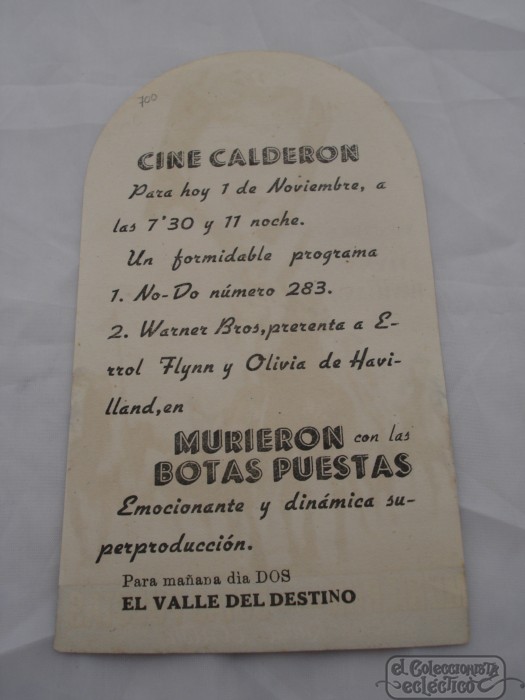 700
CINE CALDERON
Para hoy 1 de Noviembre, a
las 7'30 y 11 noche.
Un formidable programa
1. No-Do número 283.
2. Warner Bros,prerenta a E-
rrol Flynn y Olivia de Havi-
lland,en
MURIERON con las
BOTAS PUESTAS
Emocionante y dinámica su-
perproducción.
Para mañana dia DOS
EL VALLE DEL DESTINO
el Coleccionista
ecléctico